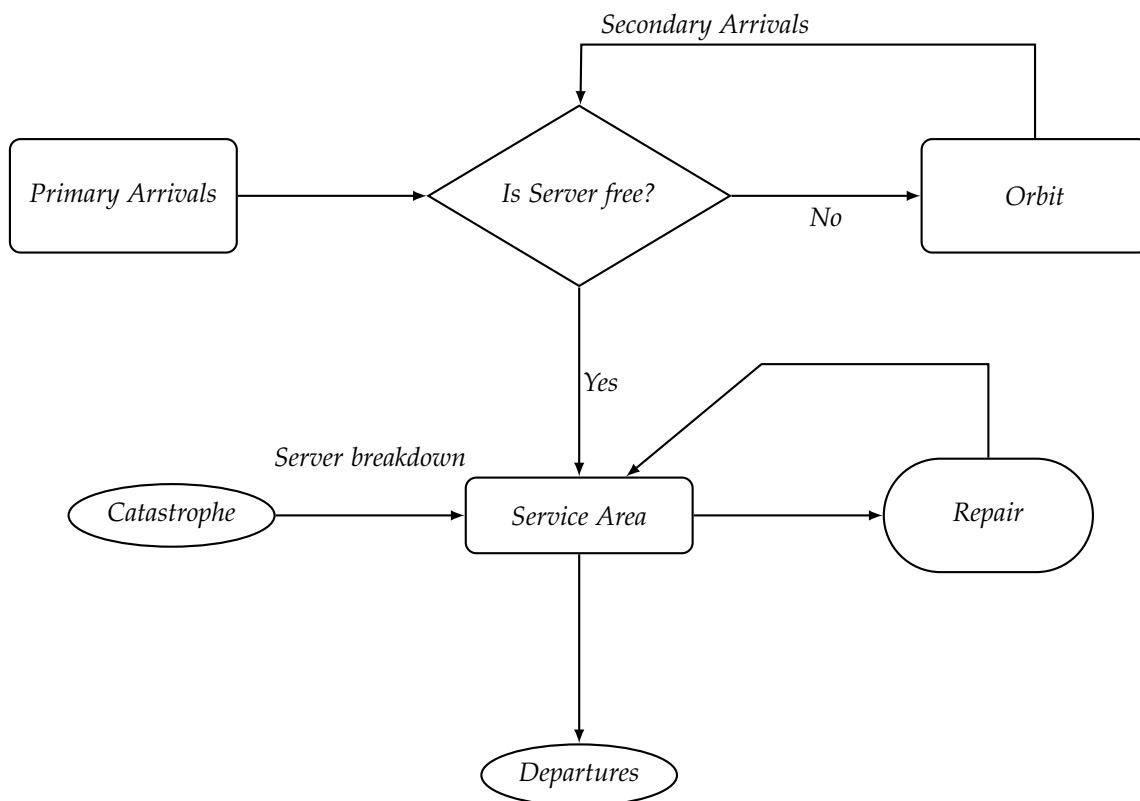 Secondary Arrivals
Primary Arrivals
Is Server free?
No
Orbit
Yes
Server breakdown
Catastrophe
Service Area
Repair
Departures